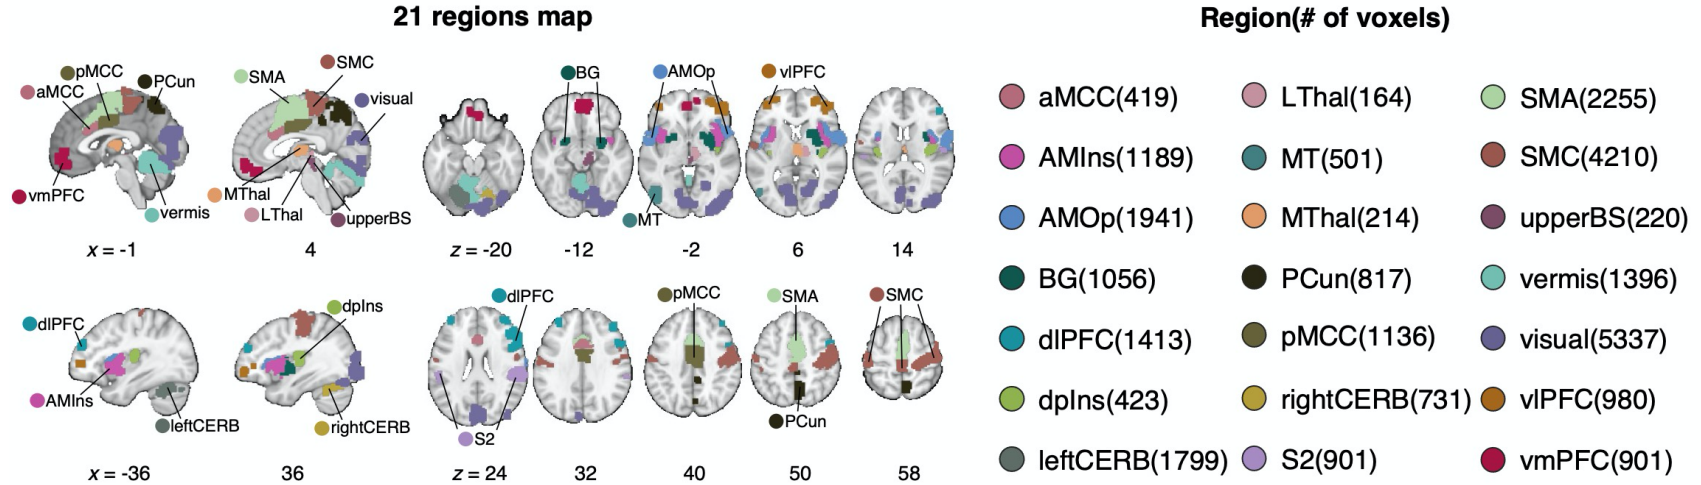 21 regions map
Region(# of voxels)
pMCC
aMCC
PCun
vmPFC
vermis
x = -1
SMA
SMC
visual
MThal
LThal
upperBS
4
z = -20
BG
-12
AMOp
MT
-2
vlPFC
6
14
dlPFC
AMIns
leftCERB
x = -36
dpIns
rightCERB
36
dlPFC
S2
z = 24
32
pMCC
40
SMA
PCun
50
SMC
58
aMCC(419)
AMIns(1189)
AMOp(1941)
BG(1056)
dlPFC(1413)
dpIns(423)
leftCERB(1799)
LThal(164)
MT(501)
MThal(214)
PCun(817)
pMCC(1136)
rightCERB(731)
S2(901)
SMA(2255)
SMC(4210)
upperBS(220)
vermis(1396)
visual(5337)
vlPFC(980)
vmPFC(901)